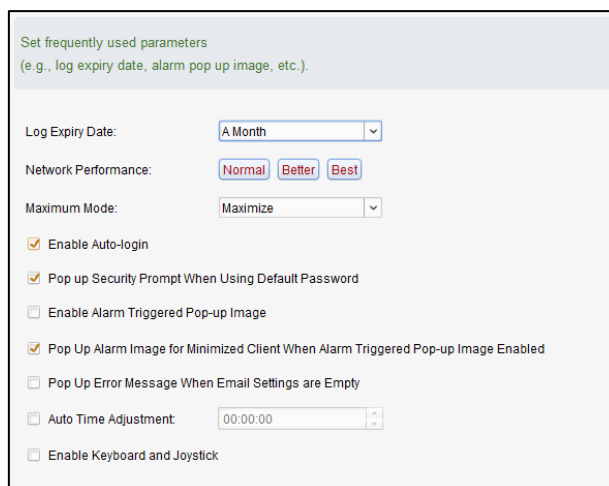 Set frequently used parameters
(e.g., log expiry date, alarm pop up image, etc.).
Log Expiry Date: A Month
Network Performance: Normal Better Best
Maximum Mode: Maximize
Enable Auto-login
Pop up Security Prompt When Using Default Password
Enable Alarm Triggered Pop-up Image
Pop Up Alarm Image for Minimized Client When Alarm Triggered Pop-up Image Enabled
Pop Up Error Message When Email Settings are Empty
Auto Time Adjustment: 00:00:00
Enable Keyboard and Joystick